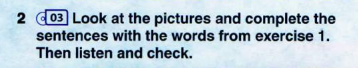 2 03 Look at the pictures and complete the
sentences with the words from exercise 1.
Then listen and check.